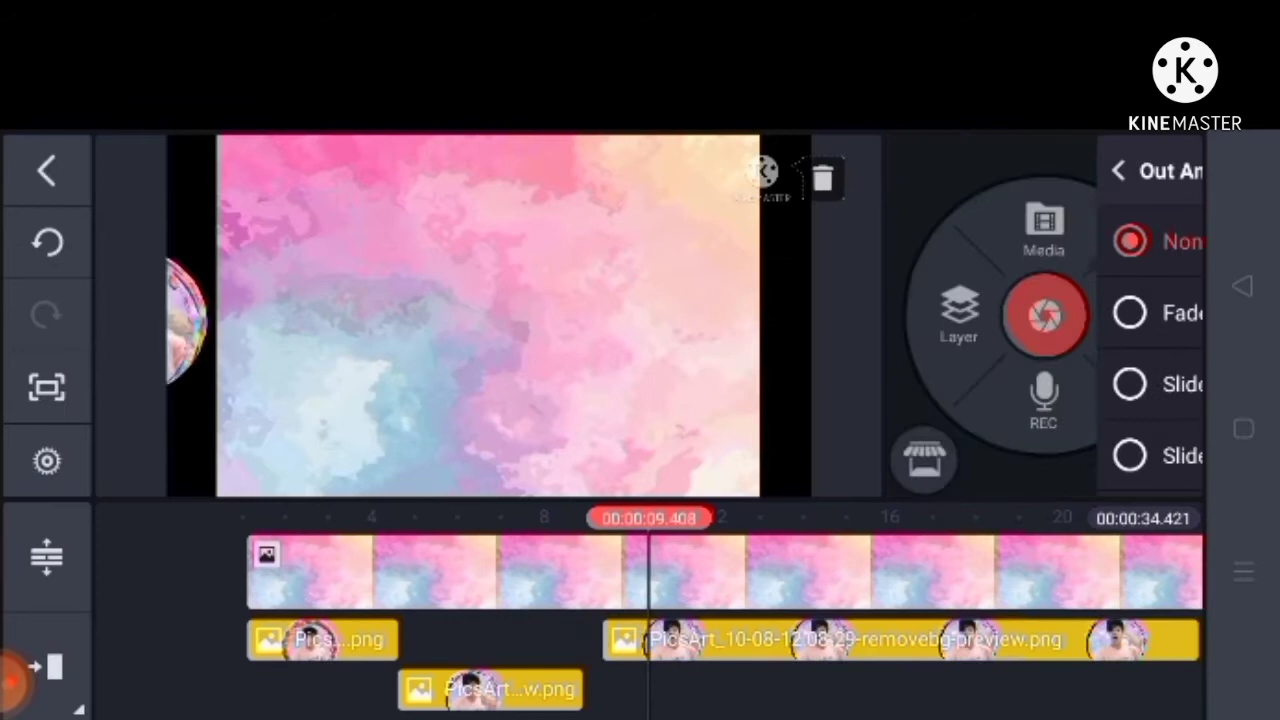 K
KINEMASTER
Out An
Non
Media
Fade
Layer
Slide
REC
Slide
4
8
00:00:09.408
2
16
20
00:00:34.421
Pics....png
PicsArt_10-08-12'08-29-removebg-preview.png
PicsArt...w.png